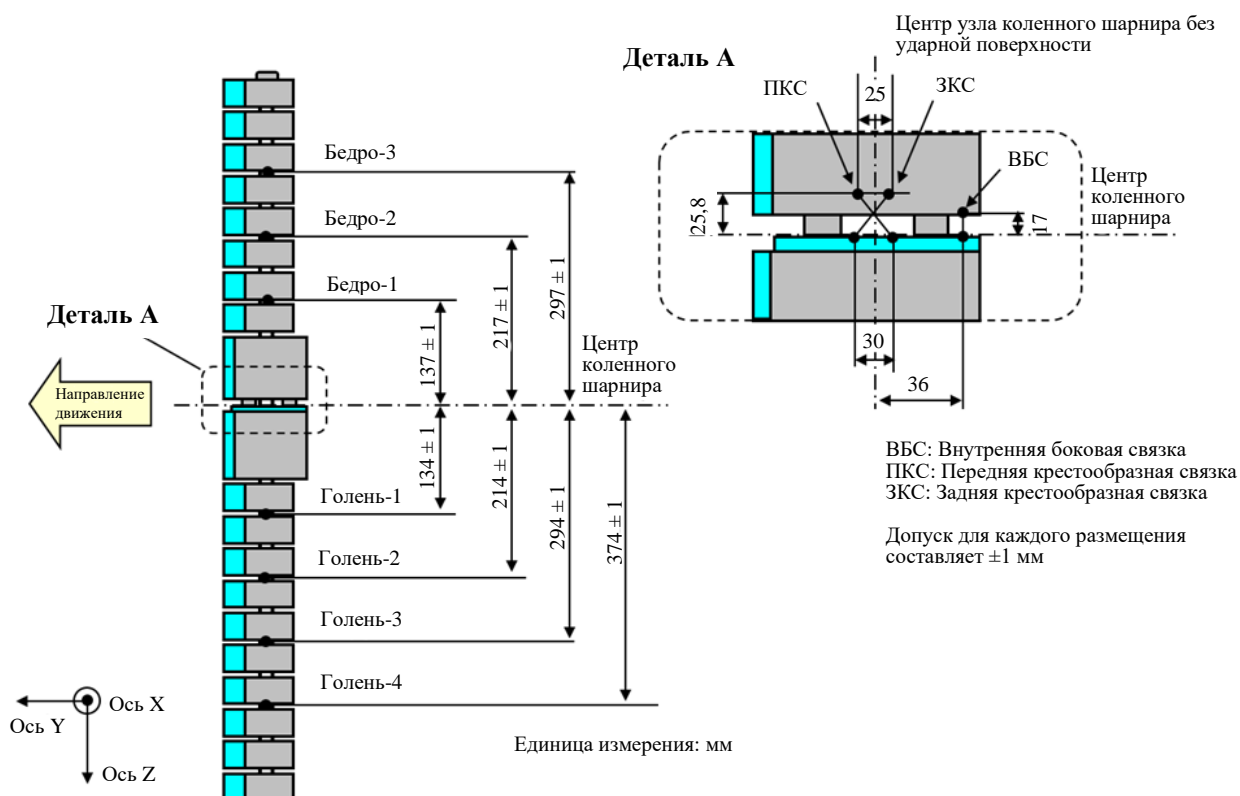 Центр узла коленного шарнира без
ударной поверхности
Деталь А
ПКС
25
ЗКС
ВБС
Центр
коленного
шарнира
25,8
17
30
36
Бедро-3
Бедро-2
Бедро-1
297 ± 1
217 ± 1
137 ± 1
Деталь А
Центр
коленного
шарнира
Направление
движения
134 ± 1
214 ± 1
294 ± 1
374 ± 1
Голень-1
Голень-2
Голень-3
Голень-4
ВБС: Внутренняя боковая связка
ПКС: Передняя крестообразная связка
ЗКС: Задняя крестообразная связка
Допуск для каждого размещения
составляет ±1 мм
Ось X
Ось Y
Ось Z
Единица измерения: мм